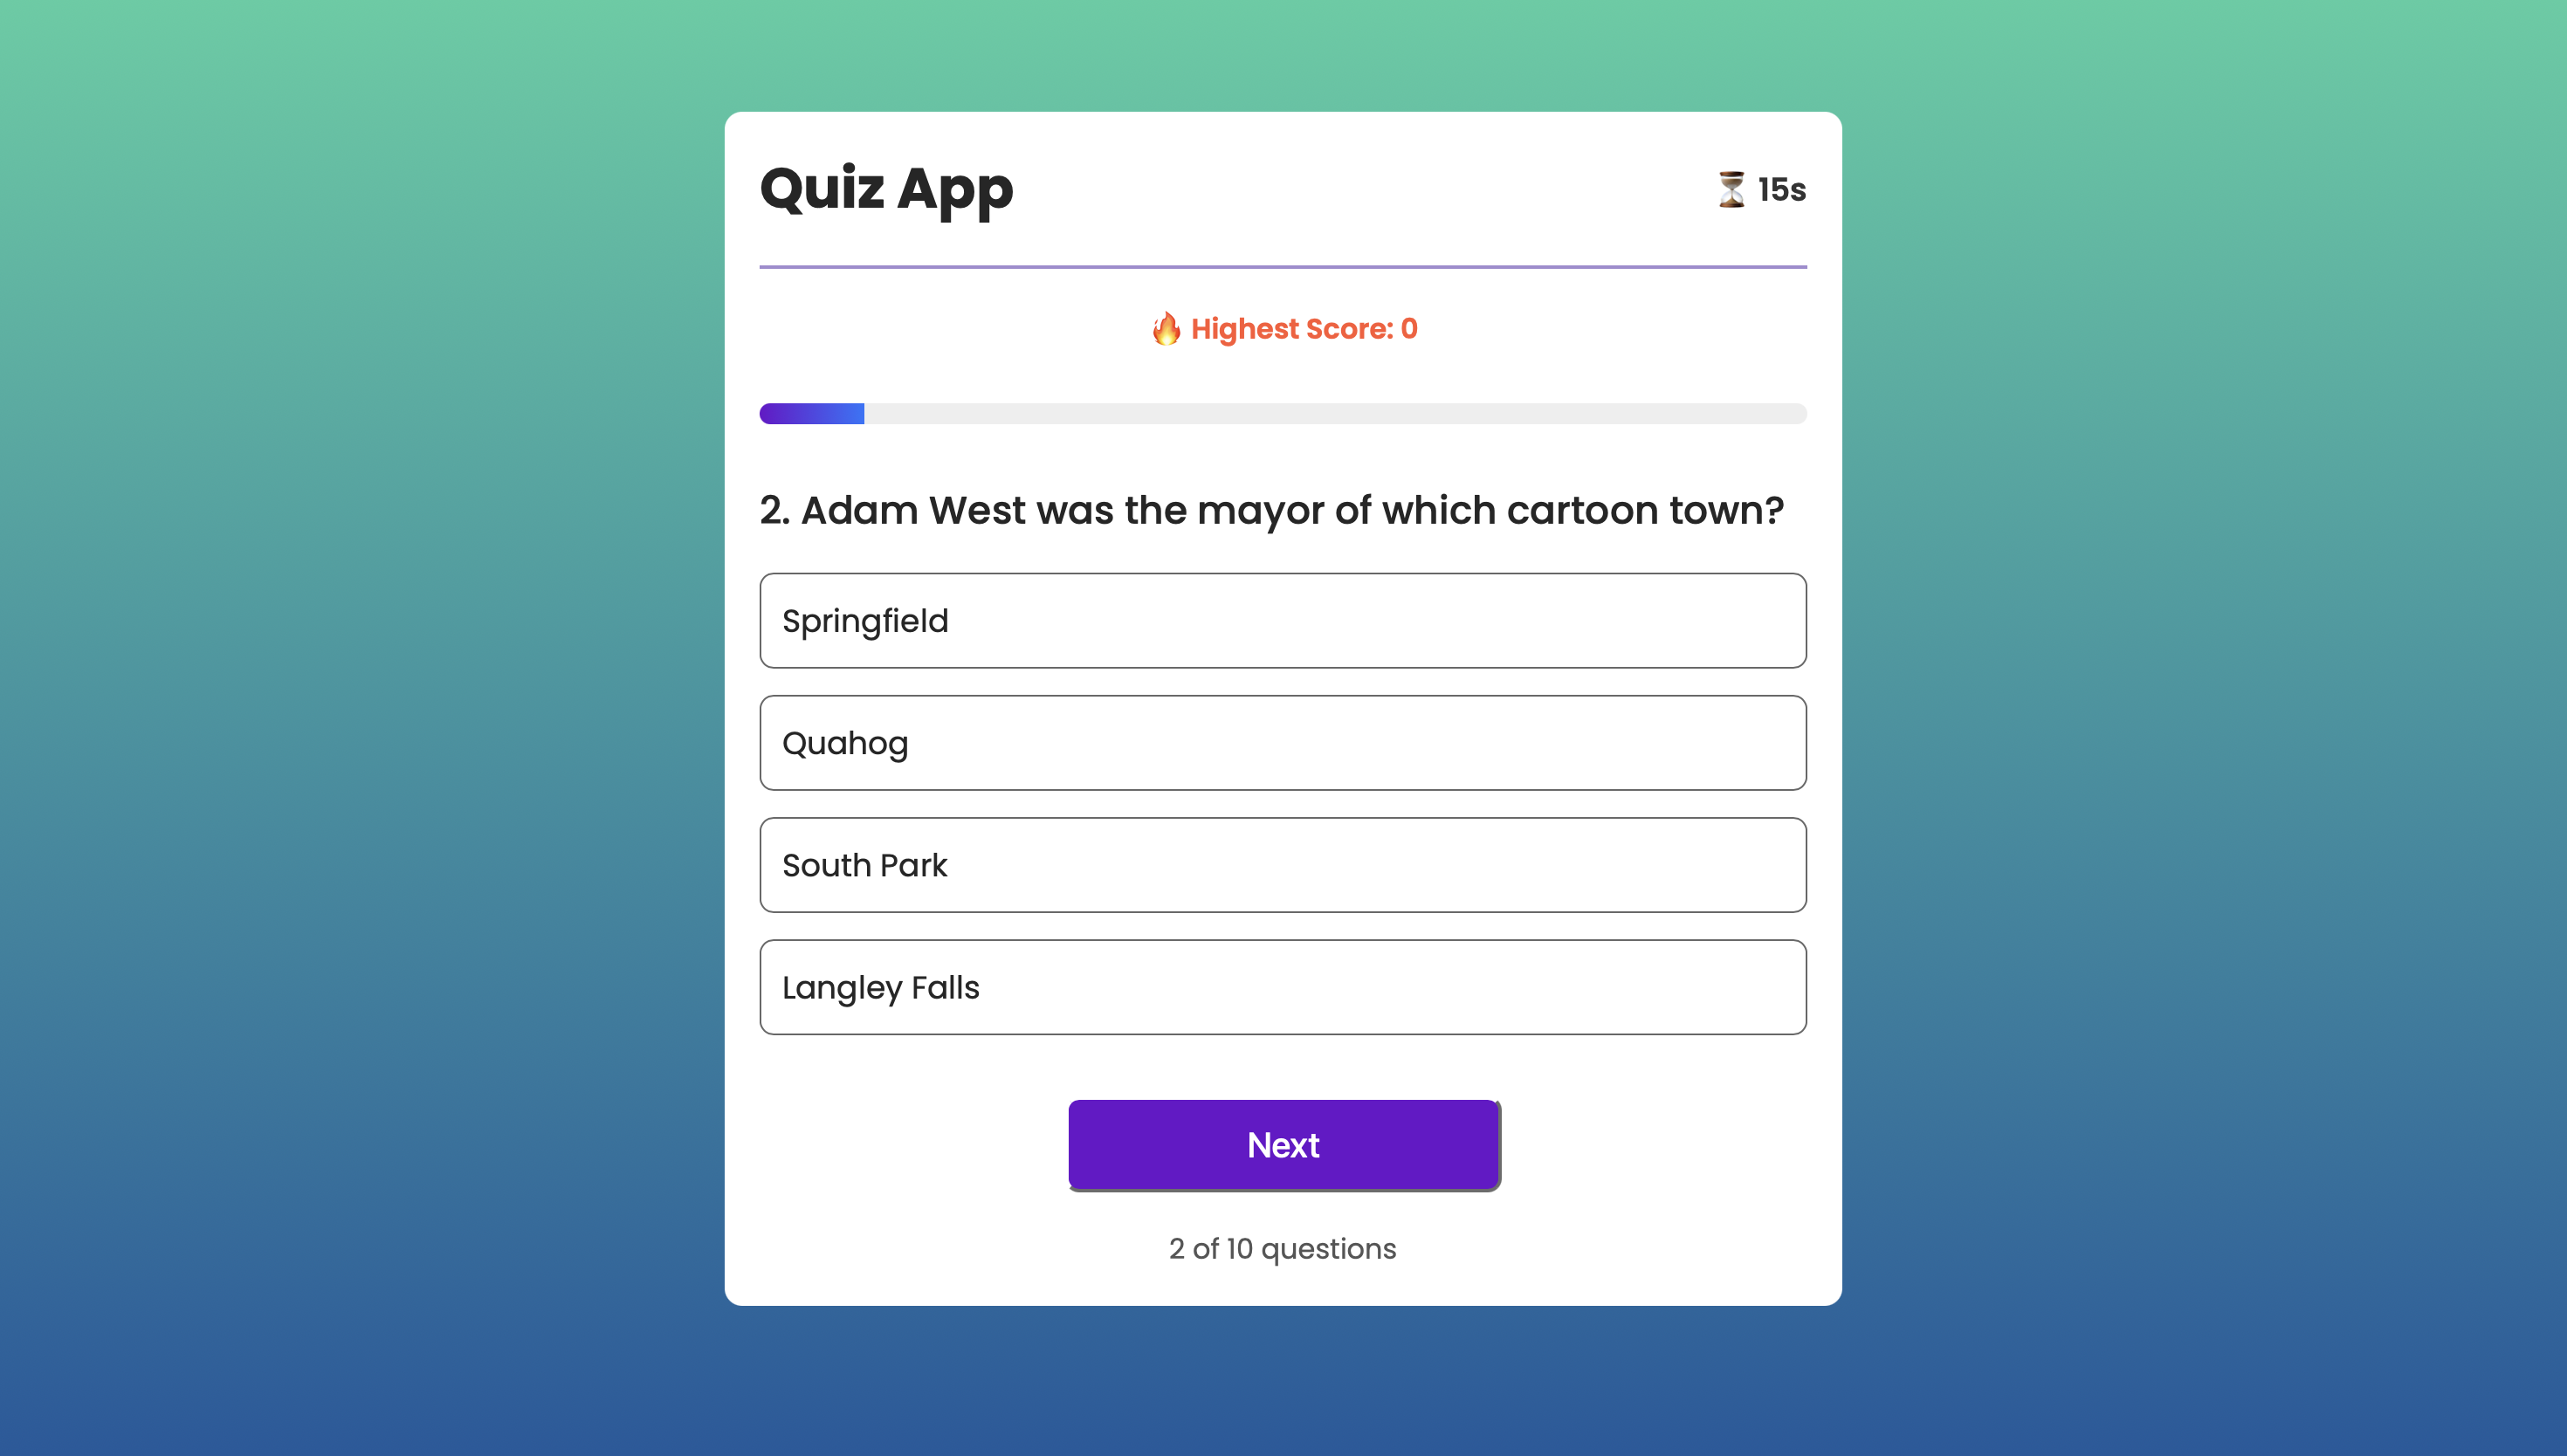 Quiz App
⏳ 15s
🔥 Highest Score: 0
2. Adam West was the mayor of which cartoon town?
Springfield
Quahog
South Park
Langley Falls
Next
2 of 10 questions